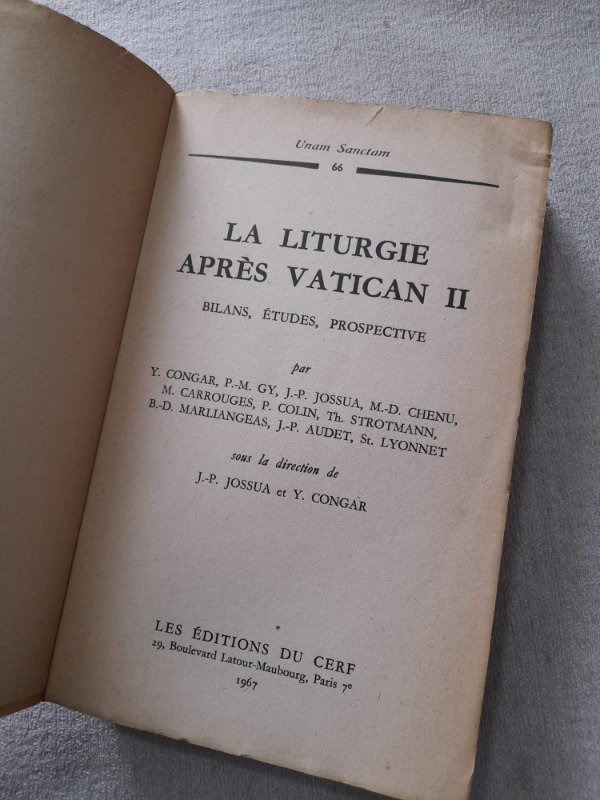 Unam Sanctam
66
LA LITURGIE
APRÈS VATICAN II
BILANS, ÉTUDES, PROSPECTIVE
par
Y. CONGAR, P.-M. GY, J.-P. JOSSUA, M.-D. CHENU,
M. CARROUGES, P. COLIN, Th. STROTMANN,
B.-D. MARLIANGEAS, J.-P. AUDET, St. LYONNET
sous la direction de
J.-P. JOSSUA et Y. CONGAR
LES ÉDITIONS DU CERF
29, Boulevard Latour-Maubourg, Paris 7e
1967